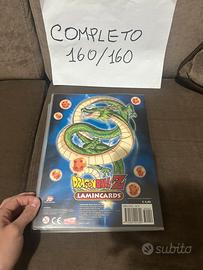 COMPLETO
160/160
DRAGON BALL Z
LAMINCARDS
subito